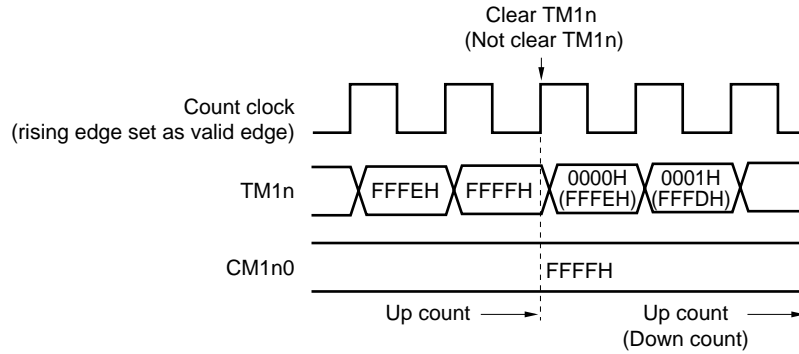 Clear TM1n
(Not clear TM1n)
Count clock
(rising edge set as valid edge)
TM1n
FFFEH
FFFFH
0000H
(FFFEH)
0001H
(FFFDH)
CM1n0
FFFFH
Up count
Up count
(Down count)